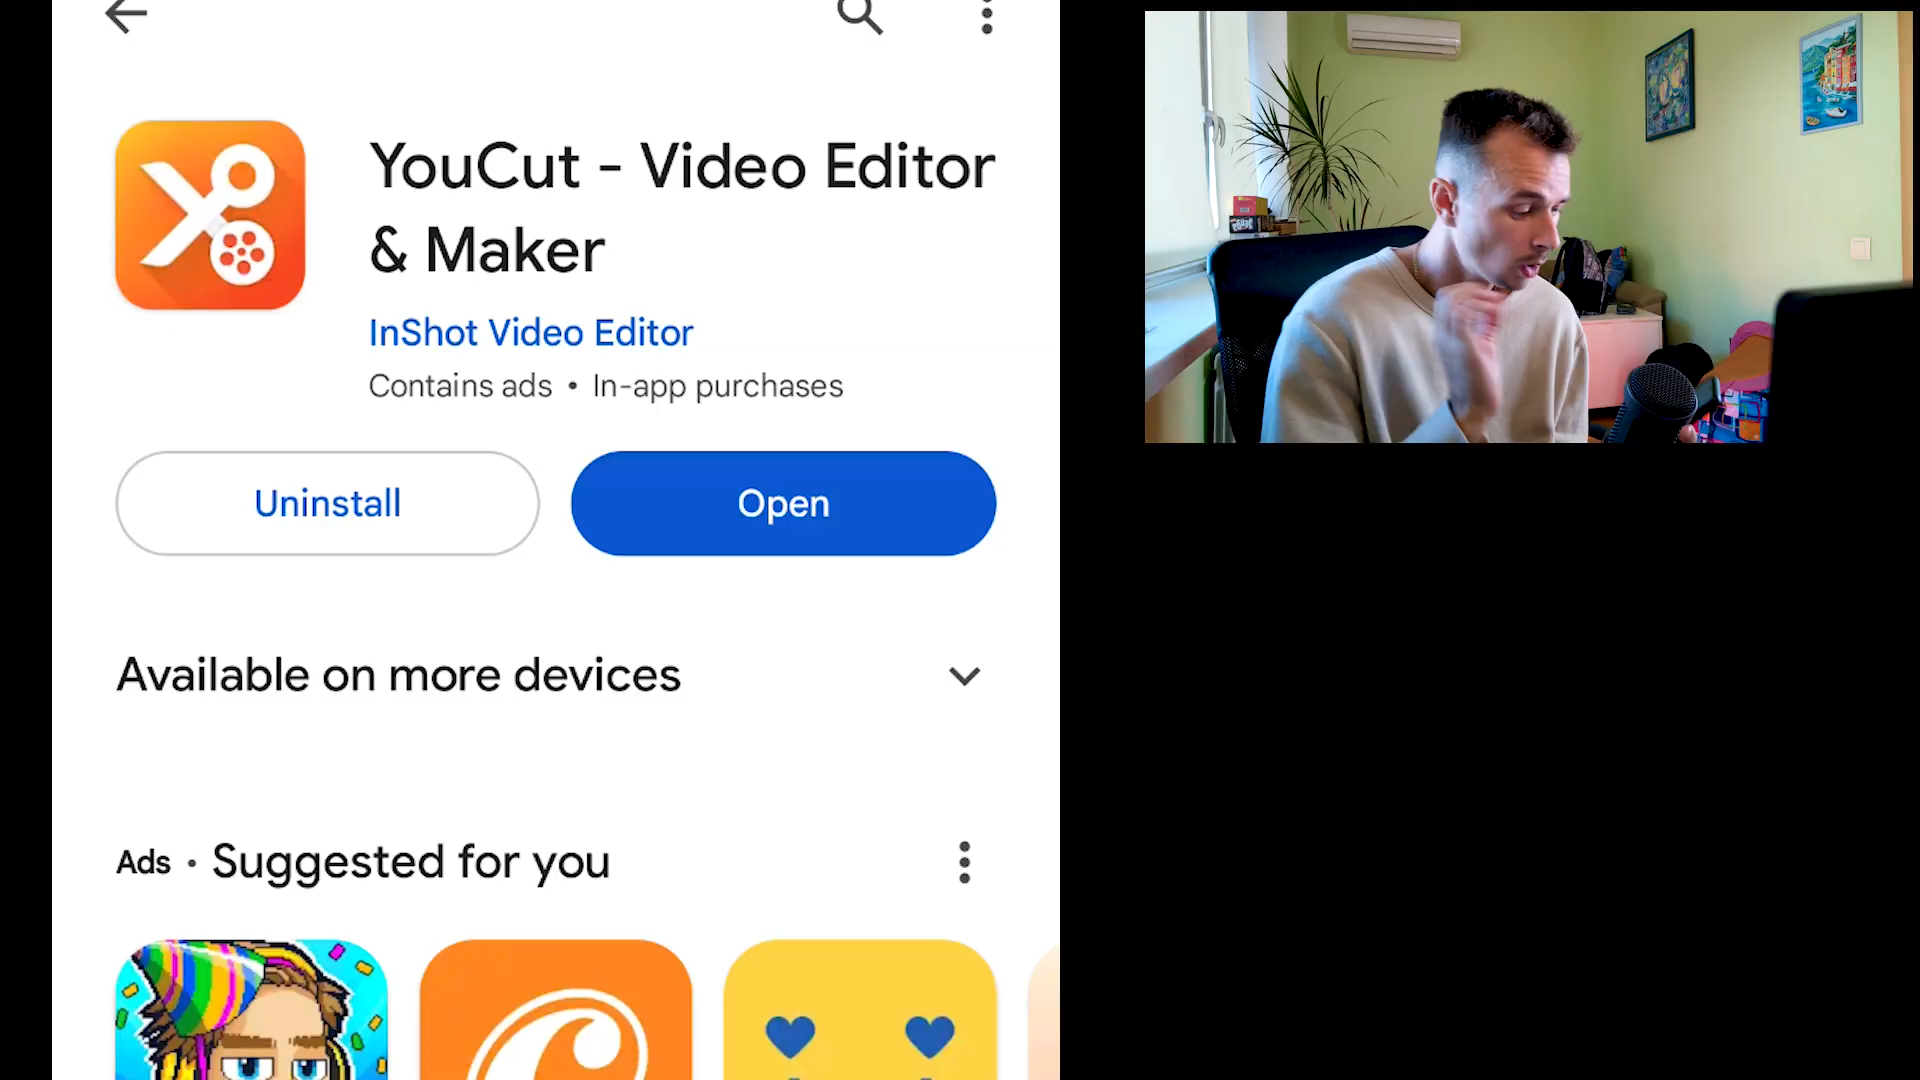 YouCut - Video Editor
& Maker
InShot Video Editor
Contains ads • In-app purchases
Uninstall
Open
Available on more devices
Ads • Suggested for you